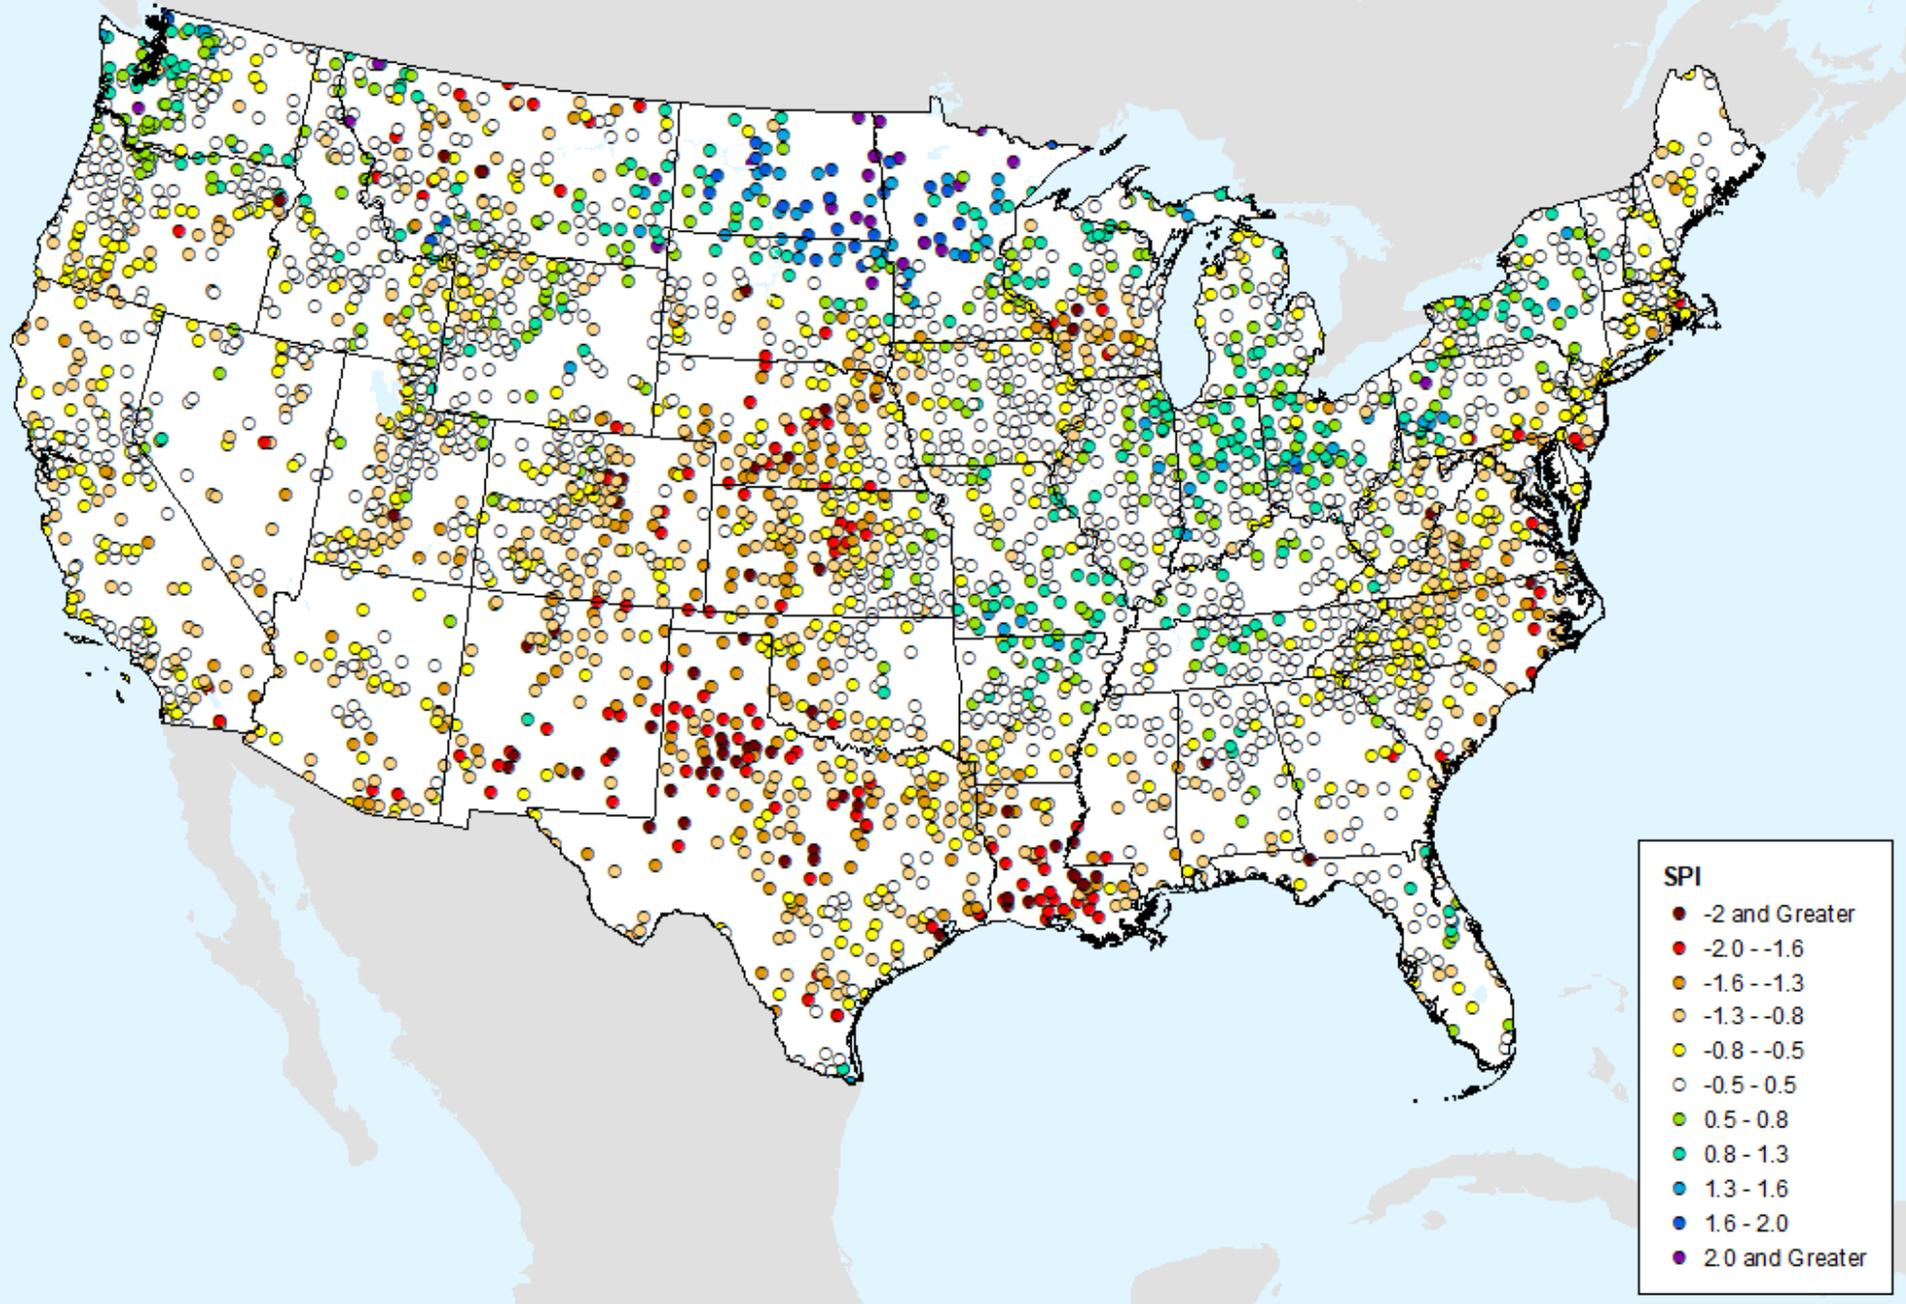 SPI
-2 and Greater
-2.0 - -1.6
-1.6 - -1.3
-1.3 - -0.8
-0.8 - -0.5
-0.5 - 0.5
0.5 - 0.8
0.8 - 1.3
1.3 - 1.6
1.6 - 2.0
2.0 and Greater